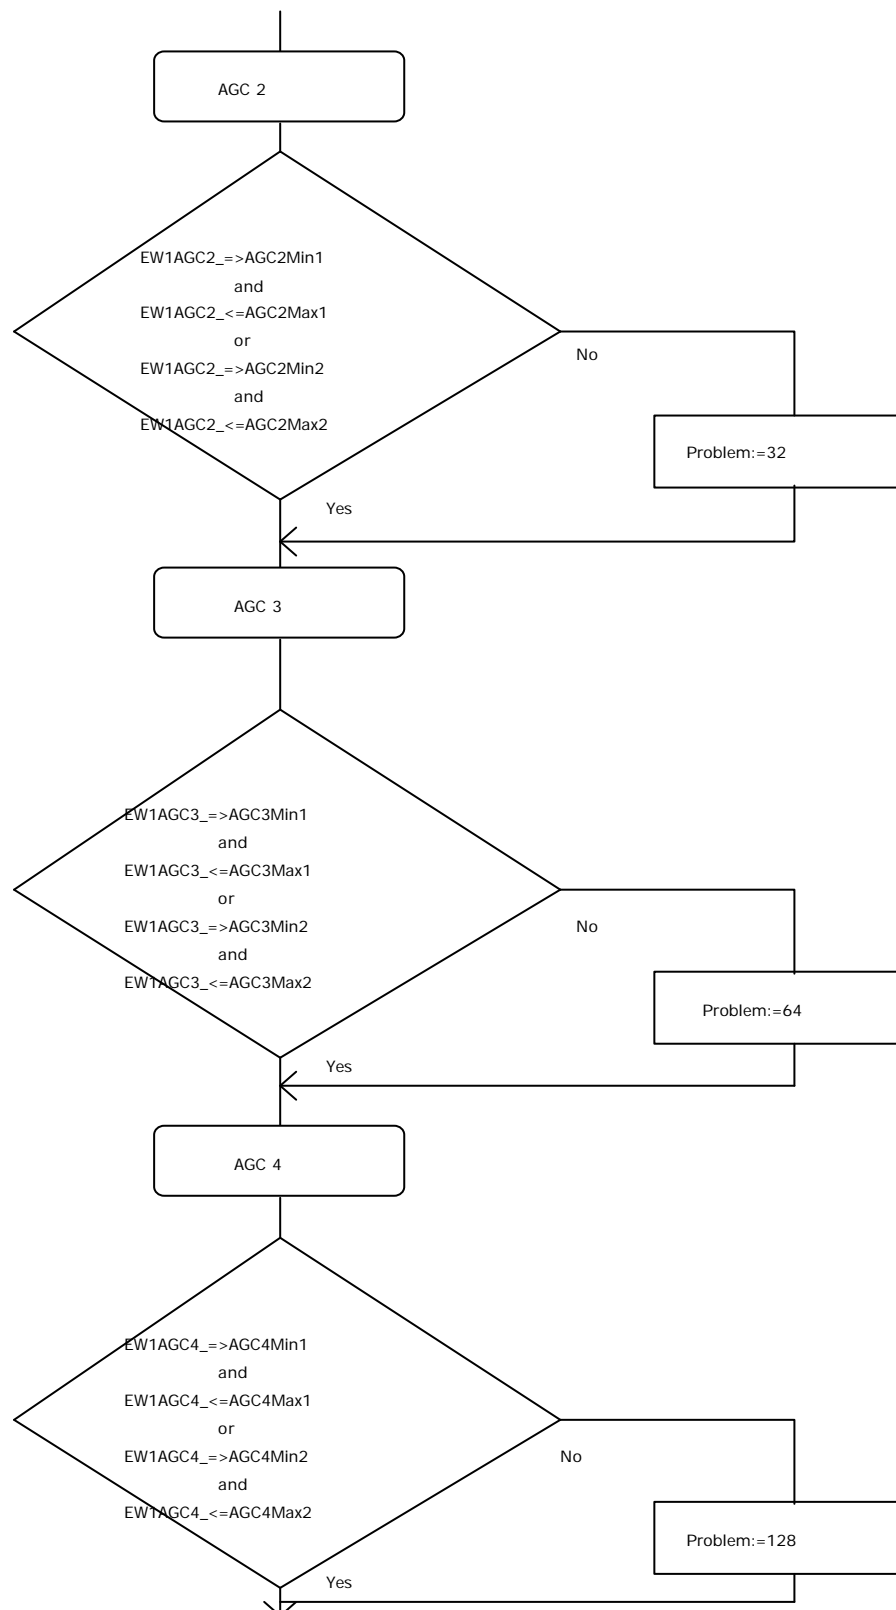 AGC 2
EW1AGC2_=>AGC2Min1
and
EW1AGC2_<=AGC2Max1
or
EW1AGC2_=>AGC2Min2
and
EW1AGC2_<=AGC2Max2
No
Problem:=32
Yes
AGC 3
EW1AGC3_=>AGC3Min1
and
EW1AGC3_<=AGC3Max1
or
EW1AGC3_=>AGC3Min2
and
EW1AGC3_<=AGC3Max2
No
Problem:=64
Yes
AGC 4
EW1AGC4_=>AGC4Min1
and
EW1AGC4_<=AGC4Max1
or
EW1AGC4_=>AGC4Min2
and
EW1AGC4_<=AGC4Max2
No
Problem:=128
Yes